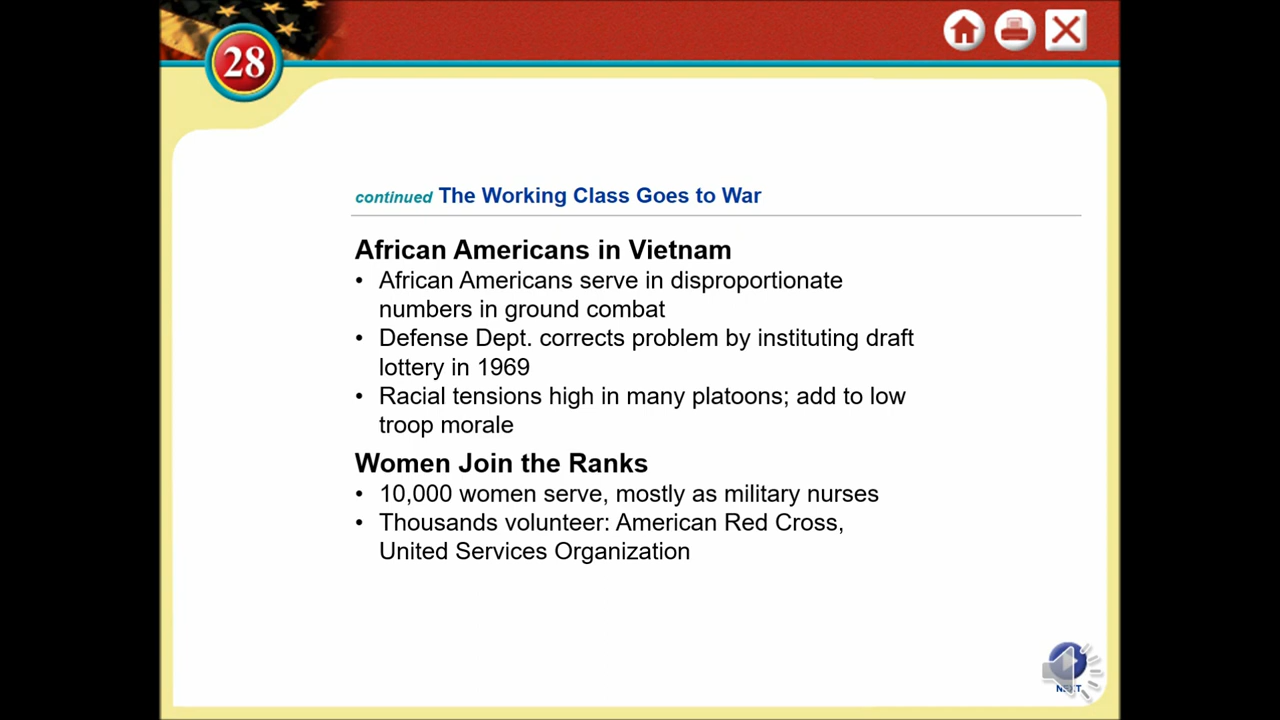 28
continued The Working Class Goes to War
African Americans in Vietnam
• African Americans serve in disproportionate
numbers in ground combat
• Defense Dept. corrects problem by instituting draft
lottery in 1969
• Racial tensions high in many platoons; add to low
troop morale
Women Join the Ranks
• 10,000 women serve, mostly as military nurses
• Thousands volunteer: American Red Cross,
United Services Organization
NEXT